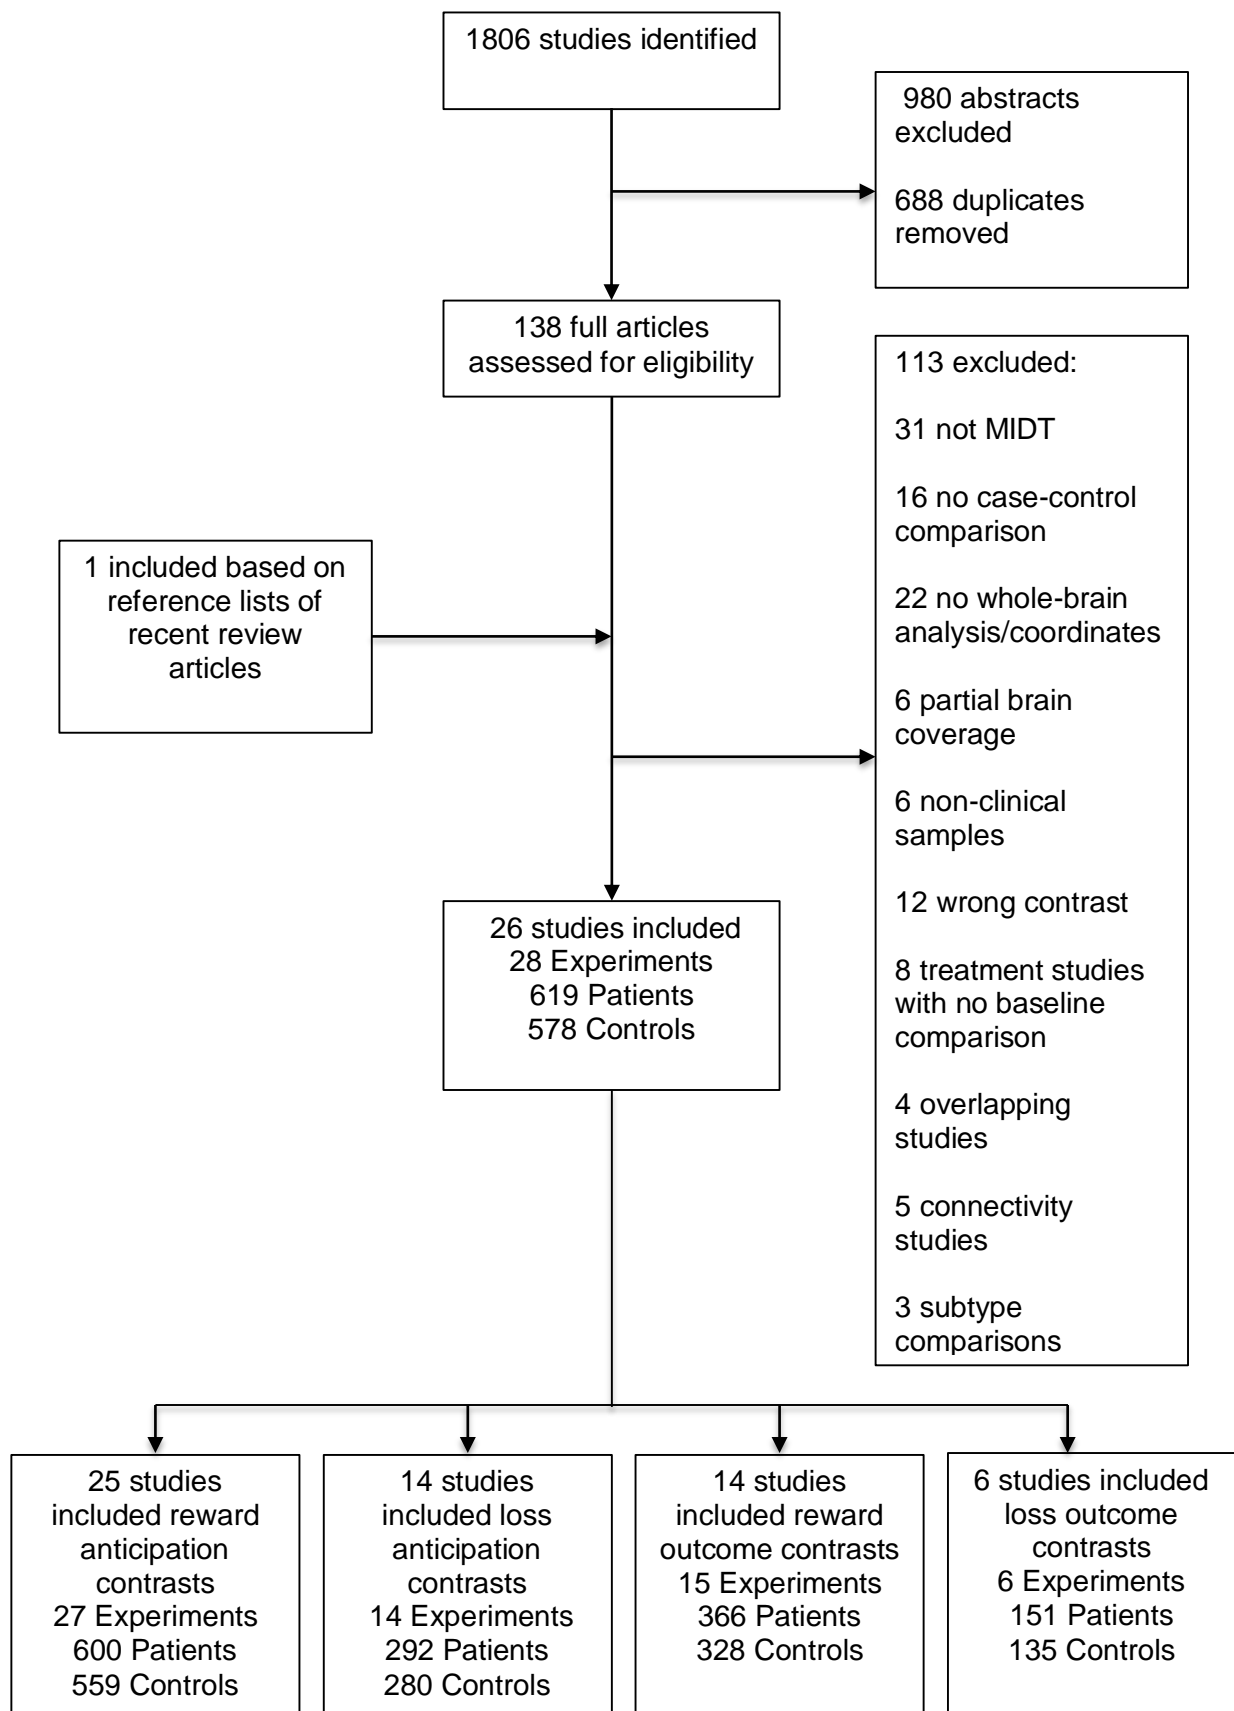 1806 studies identified
980 abstracts
excluded
688 duplicates
removed
138 full articles
assessed for eligibility
113 excluded:
31 not MIDT
16 no case-control
comparison
22 no whole-brain
analysis/coordinates
6 partial brain
coverage
6 non-clinical
samples
12 wrong contrast
8 treatment studies
with no baseline
comparison
4 overlapping
studies
5 connectivity
studies
3 subtype
comparisons
1 included based on
reference lists of
recent review
articles
26 studies included
28 Experiments
619 Patients
578 Controls
25 studies
included reward
anticipation
contrasts
27 Experiments
600 Patients
559 Controls
14 studies
included loss
anticipation
contrasts
14 Experiments
292 Patients
280 Controls
14 studies
included reward
outcome contrasts
15 Experiments
366 Patients
328 Controls
6 studies included
loss outcome
contrasts
6 Experiments
151 Patients
135 Controls